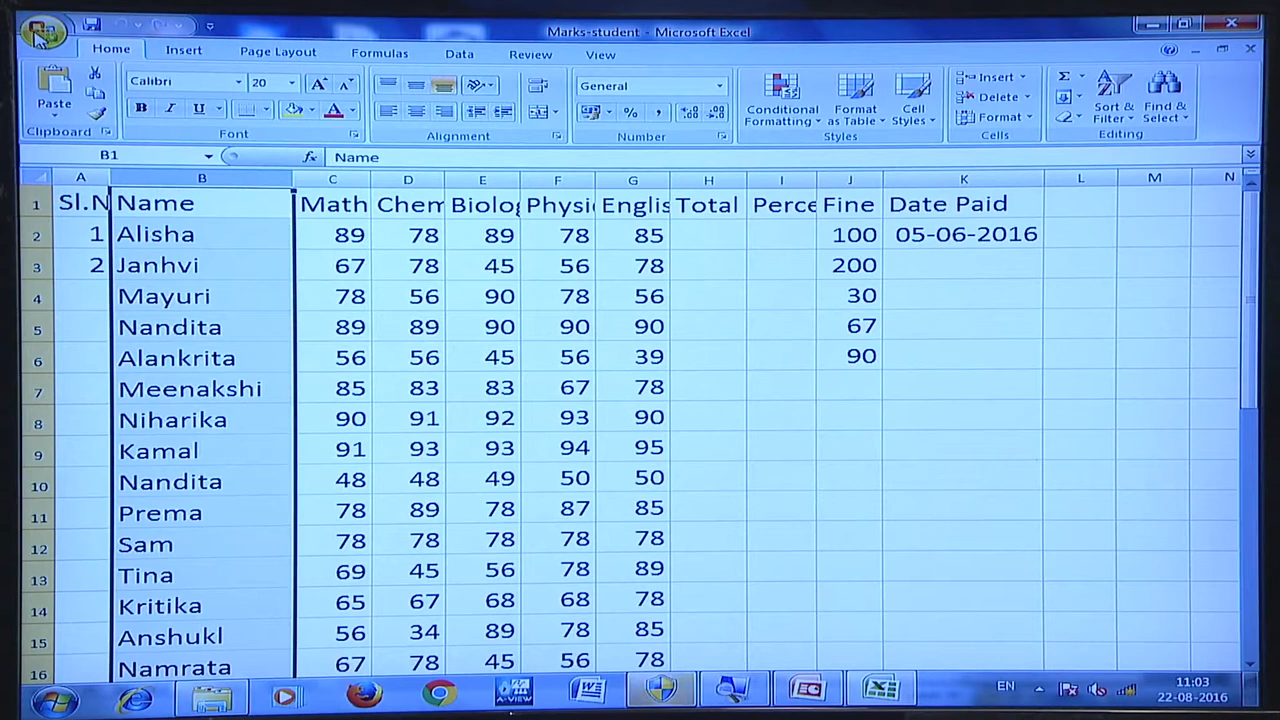 Marks-student - Microsoft Excel
Home Insert Page Layout Formulas Data Review View
Calibri 20 General
Paste B I U % , Conditional Formatting Format as Table Cell Styles Insert Delete Format Σ Sort & Filter Find & Select
Clipboard Font Alignment Number Styles Cells Editing
B1 fx Name
A B C D E F G H I J K L M N
1 Sl.N Name Math Chem Biolog Physi Englis Total Perce Fine Date Paid
2 1 Alisha 89 78 89 78 85 100 05-06-2016
3 2 Janhvi 67 78 45 56 78 200
4 Mayuri 78 56 90 78 56 30
5 Nandita 89 89 90 90 90 67
6 Alankrita 56 56 45 56 39 90
7 Meenakshi 85 83 83 67 78
8 Niharika 90 91 92 93 90
9 Kamal 91 93 93 94 95
10 Nandita 48 48 49 50 50
11 Prema 78 89 78 87 85
12 Sam 78 78 78 78 78
13 Tina 69 45 56 78 89
14 Kritika 65 67 68 68 78
15 Anshukl 56 34 89 78 85
16 Namrata 67 78 45 56 78
A-VIEW EN 11:03
22-08-2016